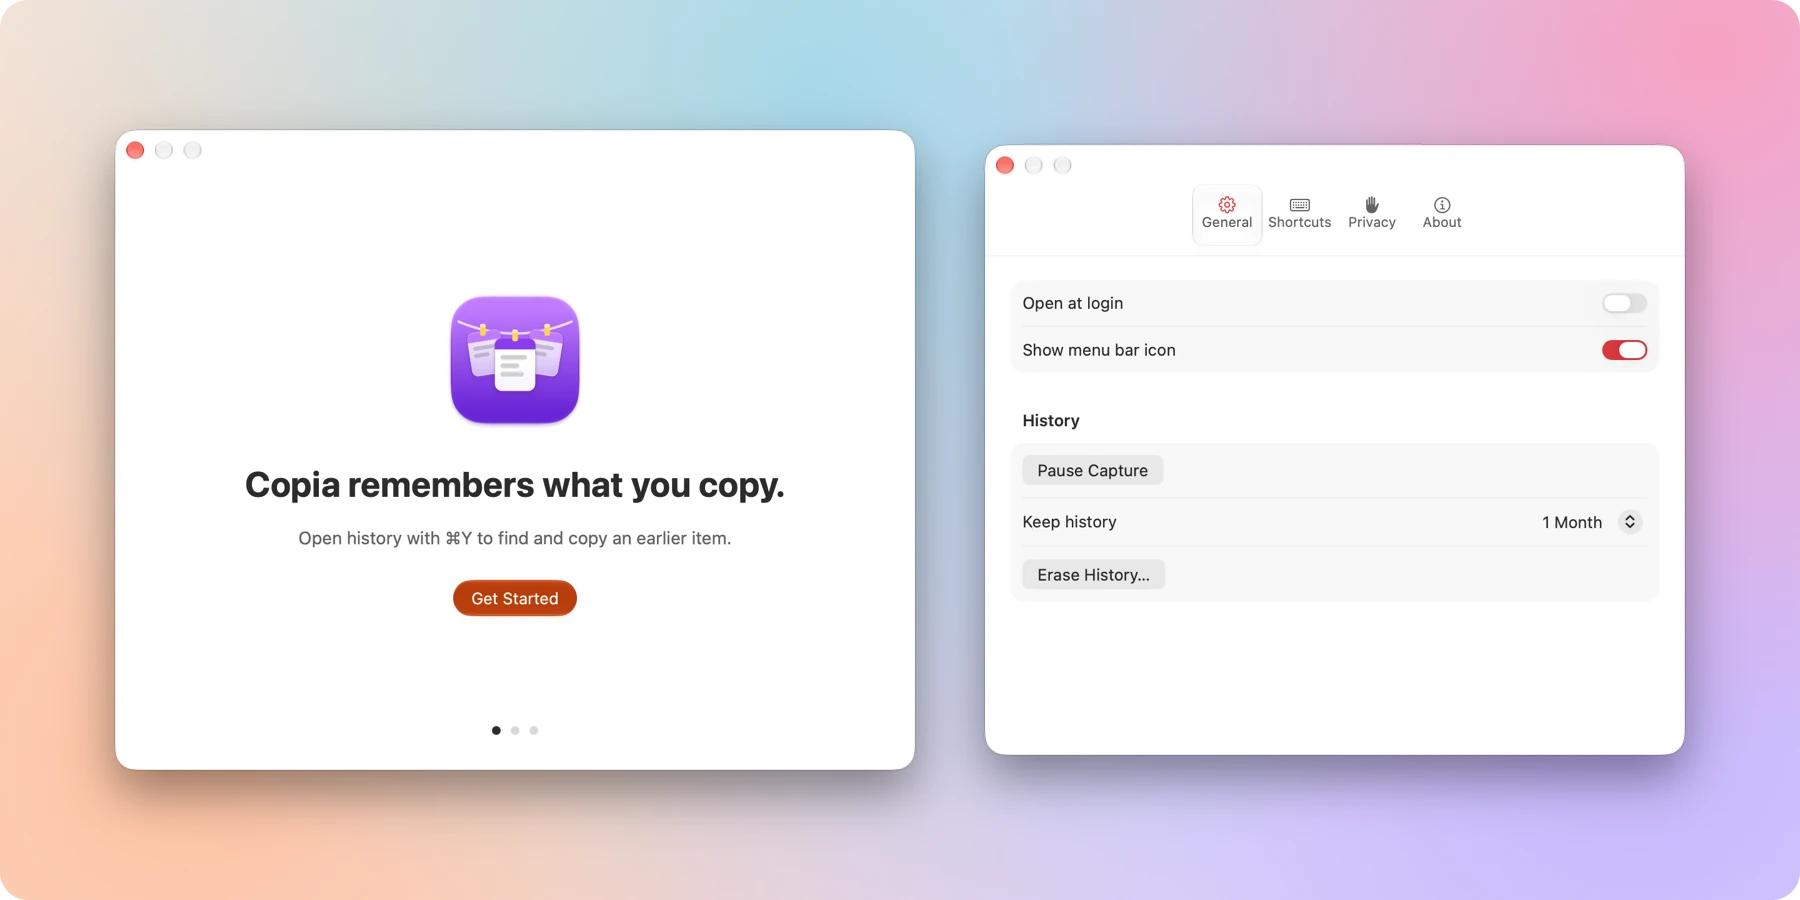 Copia remembers what you copy.
Open history with ⌘Y to find and copy an earlier item.
Get Started
General
Shortcuts
Privacy
About
Open at login
Show menu bar icon
History
Pause Capture
Keep history
1 Month
Erase History...